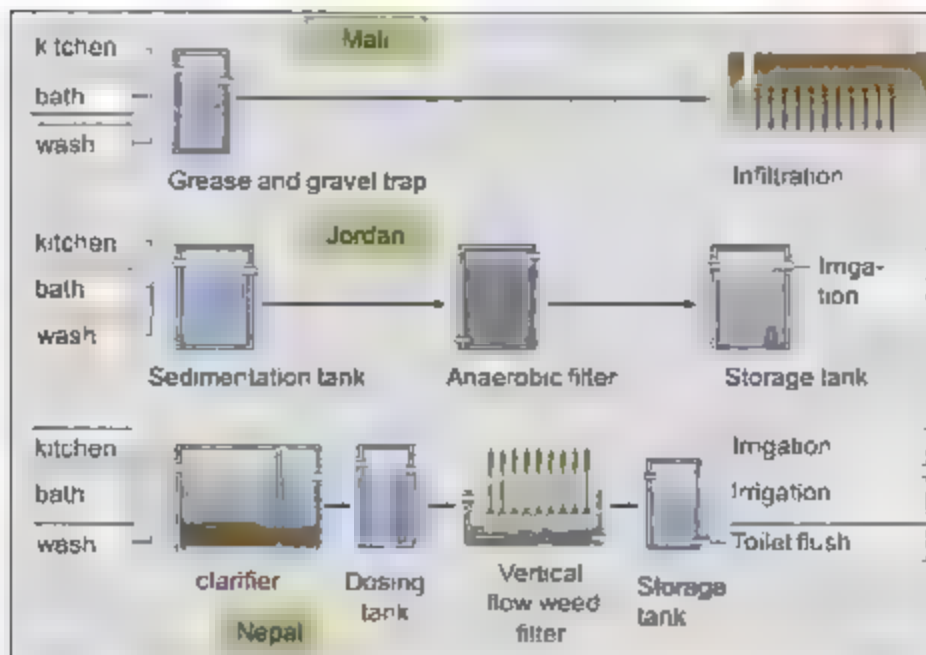 Mali
kitchen
bath
wash
Grease and gravel trap
Infiltration
Jordan
kitchen
bath
wash
Irriga-
tion
Sedimentation tank
Anaerobic filter
Storage tank
kitchen
bath
wash
Irrigation
Irrigation
Toilet flush
clarifier
Dosing
tank
Vertical
flow weed
filter
Storage
tank
Nepal